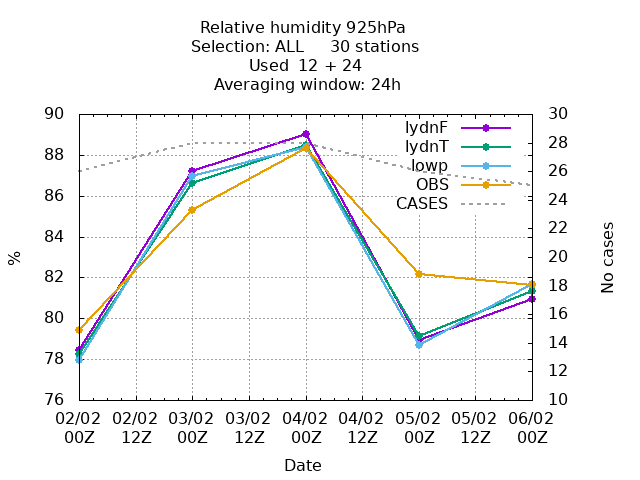 Relative humidity 925hPa
Selection: ALL 30 stations
Used 12 + 24
Averaging window: 24h
90
88
86
84
82
80
78
76
%
30
28
26
24
22
20
18
16
14
12
10
No cases
lydnF
lydnT
lowp
OBS
CASES
02/02 02/02 03/02 03/02 04/02 04/02 05/02 05/02 06/02
00Z 12Z 00Z 12Z 00Z 12Z 00Z 12Z 00Z
Date